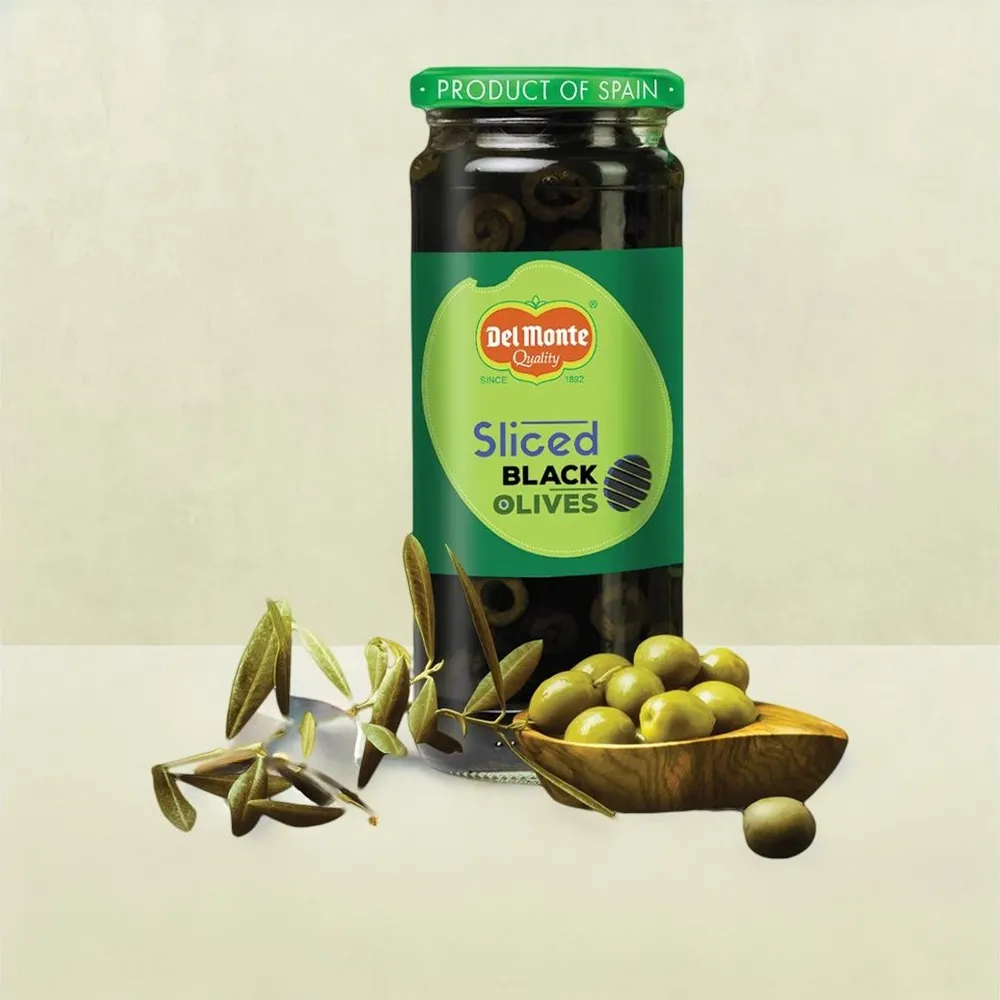 · PRODUCT OF SPAIN ·
Del Monte
®
Quality
SINCE 1892
Sliced
BLACK
OLIVES